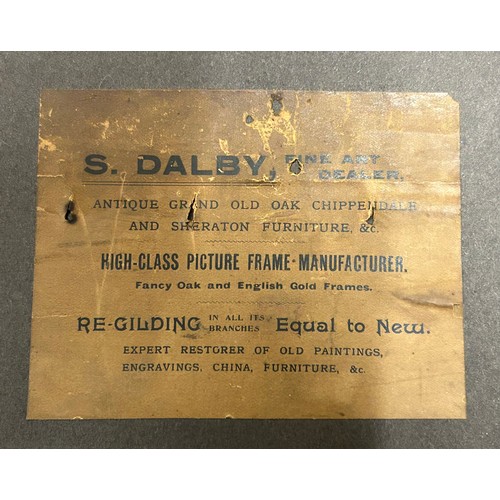 S. DALBY, FINE ART DEALER,
ANTIQUE GRAND OLD OAK CHIPPENDALE
AND SHERATON FURNITURE, &c.
HIGH-CLASS PICTURE FRAME-MANUFACTURER.
Fancy Oak and English Gold Frames.
RE-GILDING IN ALL ITS BRANCHES Equal to New.
EXPERT RESTORER OF OLD PAINTINGS,
ENGRAVINGS, CHINA, FURNITURE, &c.